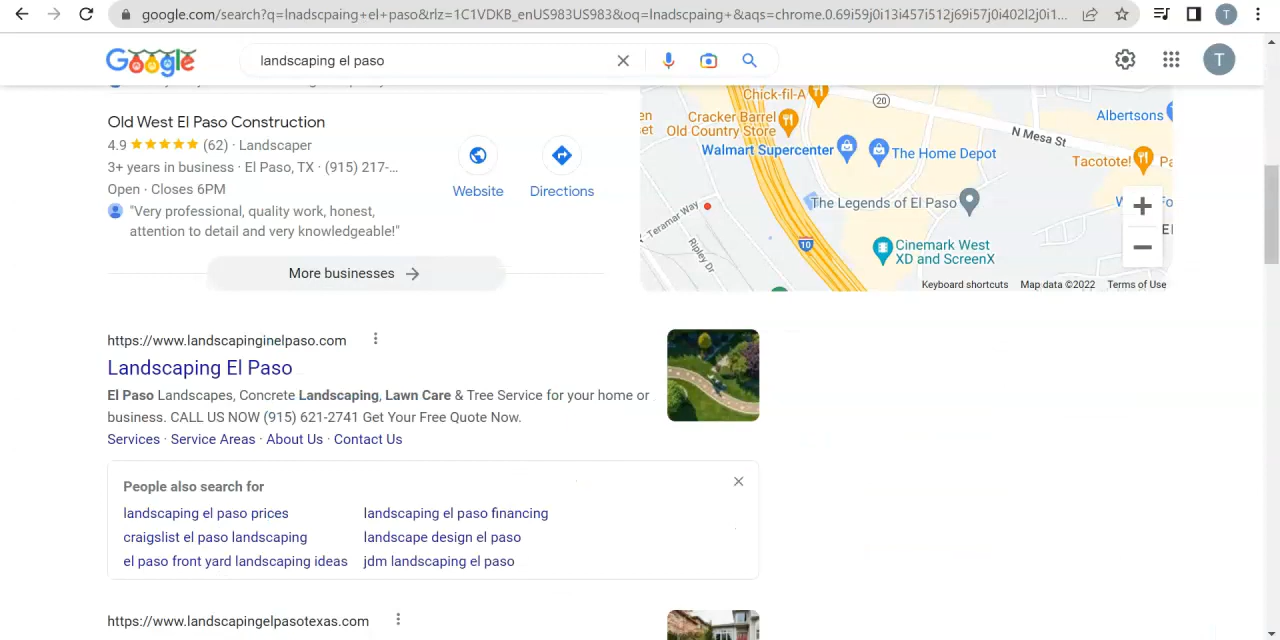 google.com/search?q=lnadscpaing+el+paso&rlz=1C1VDKB_enUS983US983&oq=lnadscpaing+&aqs=chrome.0.69i59j0i13i457i512j69i57j0i402l2j0i1...
T
Google
landscaping el paso
T
Old West El Paso Construction
4.9 (62) · Landscaper
3+ years in business · El Paso, TX · (915) 217-...
Open · Closes 6PM
"Very professional, quality work, honest,
attention to detail and very knowledgeable!"
Website
Directions
More businesses
Chick-fil-A
20
Albertsons
Cracker Barrel
Old Country Store
N Mesa St
Walmart Supercenter
The Home Depot
Tacotote!
The Legends of El Paso
Teramar Way
Ripley Dr
10
Cinemark West
XD and ScreenX
Keyboard shortcuts
Map data ©2022
Terms of Use
https://www.landscapinginelpaso.com
Landscaping El Paso
El Paso Landscapes, Concrete Landscaping, Lawn Care & Tree Service for your home or
business. CALL US NOW (915) 621-2741 Get Your Free Quote Now.
Services · Service Areas · About Us · Contact Us
People also search for
landscaping el paso prices
landscaping el paso financing
craigslist el paso landscaping
landscape design el paso
el paso front yard landscaping ideas
jdm landscaping el paso
https://www.landscapingelpasotexas.com